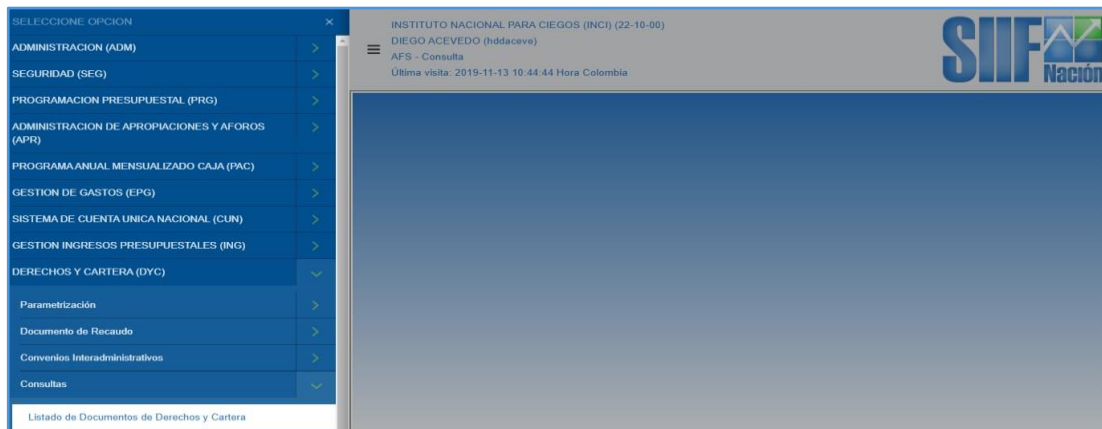 SELECCIONE OPCION ×
ADMINISTRACION (ADM)
SEGURIDAD (SEG)
PROGRAMACION PRESUPUESTAL (PRG)
ADMINISTRACION DE APROPIACIONES Y AFOROS
(APR)
PROGRAMA ANUAL MENSUALIZADO CAJA (PAC)
GESTION DE GASTOS (EPG)
SISTEMA DE CUENTA UNICA NACIONAL (CUN)
GESTION INGRESOS PRESUPUESTALES (ING)
DERECHOS Y CARTERA (DYC)
Parametrización
Documento de Recaudo
Convenios Interadministrativos
Consultas
Listado de Documentos de Derechos y Cartera
INSTITUTO NACIONAL PARA CIEGOS (INCI) (22-10-00)
DIEGO ACEVEDO (hddaceve)
AFS - Consulta
Última visita: 2019-11-13 10:44:44 Hora Colombia
SIIF
Nación